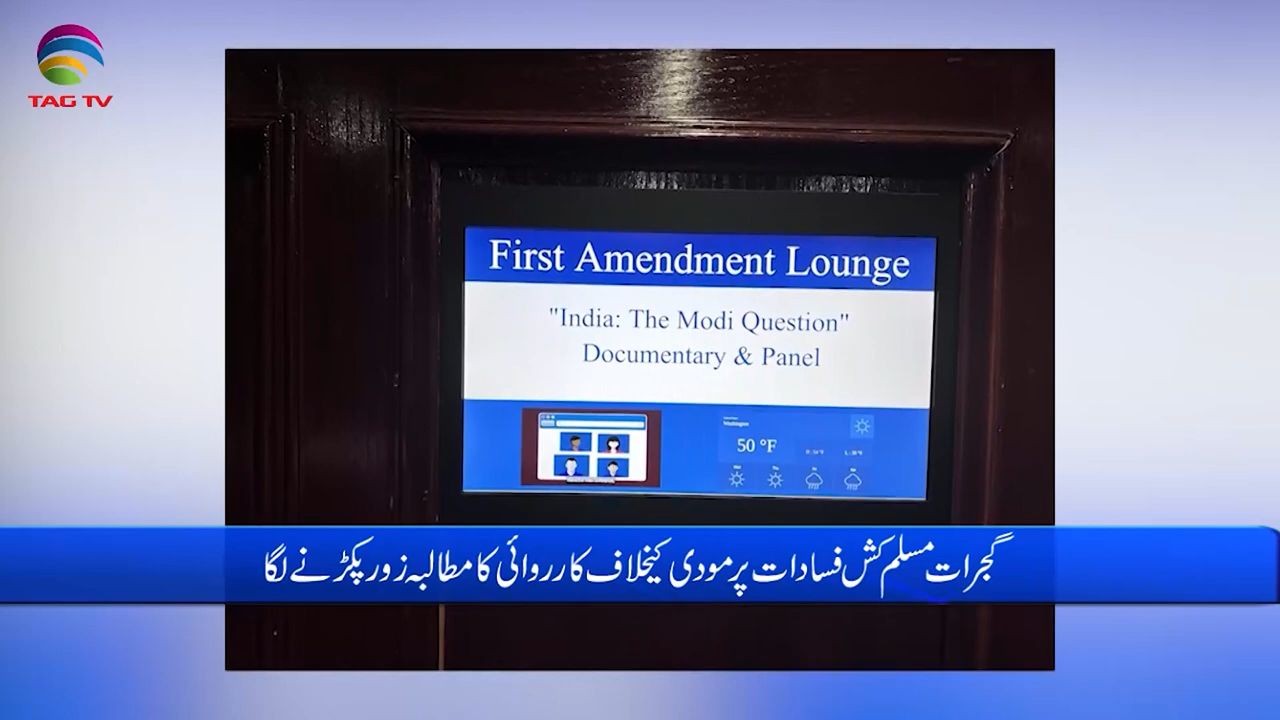 TAG TV
First Amendment Lounge
"India: The Modi Question"
Documentary & Panel
Washington
50 °F
گجرات مسلم کش فسادات پر مودی کیخلاف کارروائی کا مطالبہ زور پکڑنے لگا